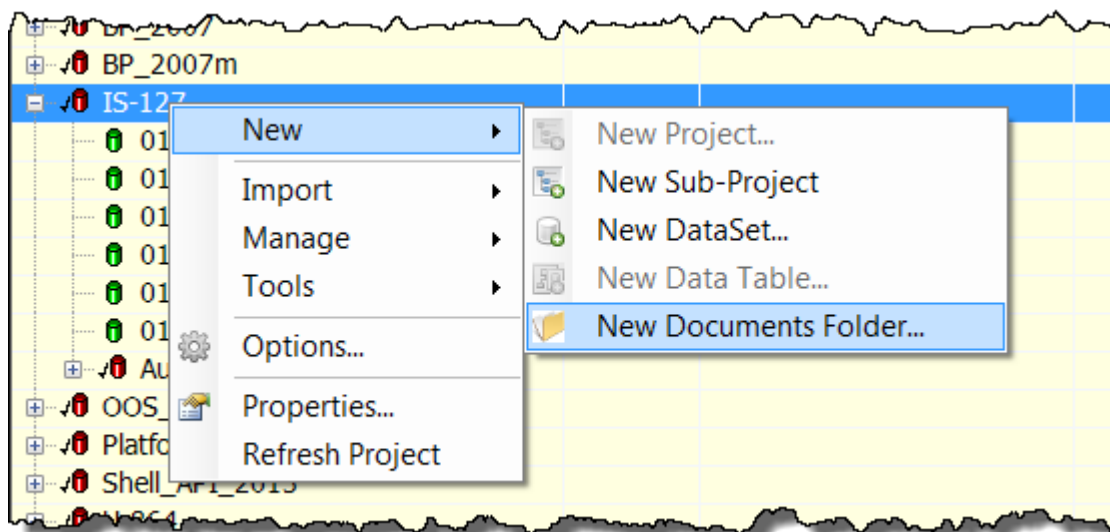 BP_2007m
IS-127
New
New Project...
01
New Sub-Project
01
Import
New DataSet...
01
Manage
New Data Table...
01
Tools
New Documents Folder...
01
01
Options...
Au
OOS_
Properties...
Platfo
Refresh Project
Shell_API_2013